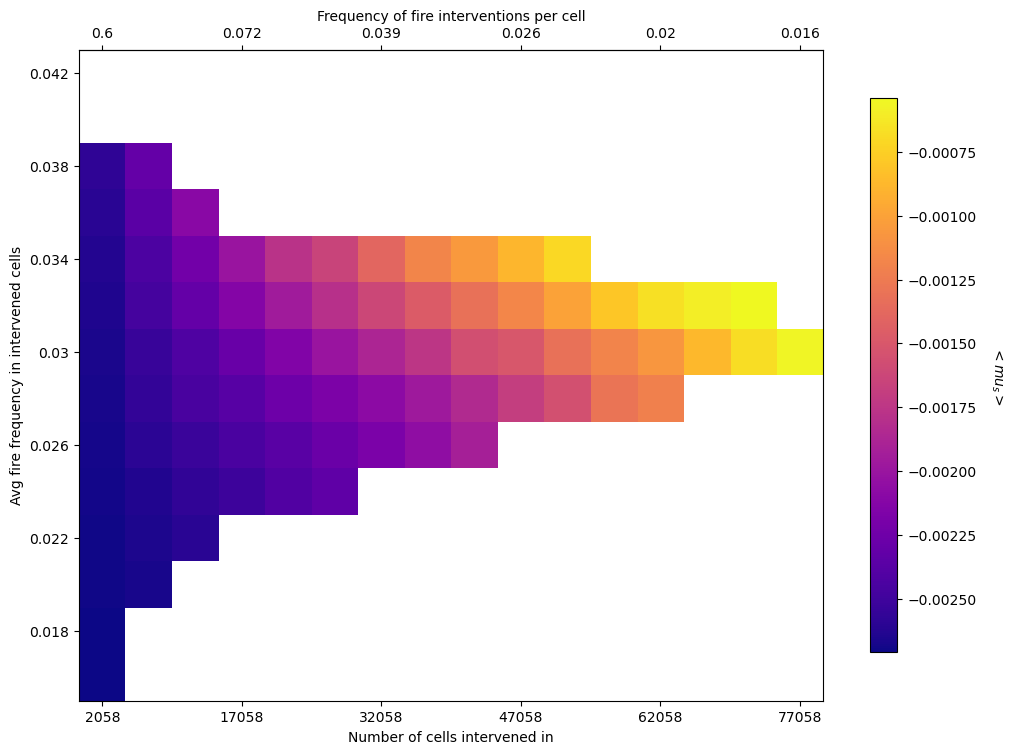 Frequency of fire interventions per cell
0.6 0.072 0.039 0.026 0.02 0.016
Avg fire frequency in intervened cells
0.042
0.038
0.034
0.03
0.026
0.022
0.018
2058 17058 32058 47058 62058 77058
Number of cells intervened in
−0.00075
−0.00100
−0.00125
−0.00150
−0.00175
−0.00200
−0.00225
−0.00250
< mu_s >